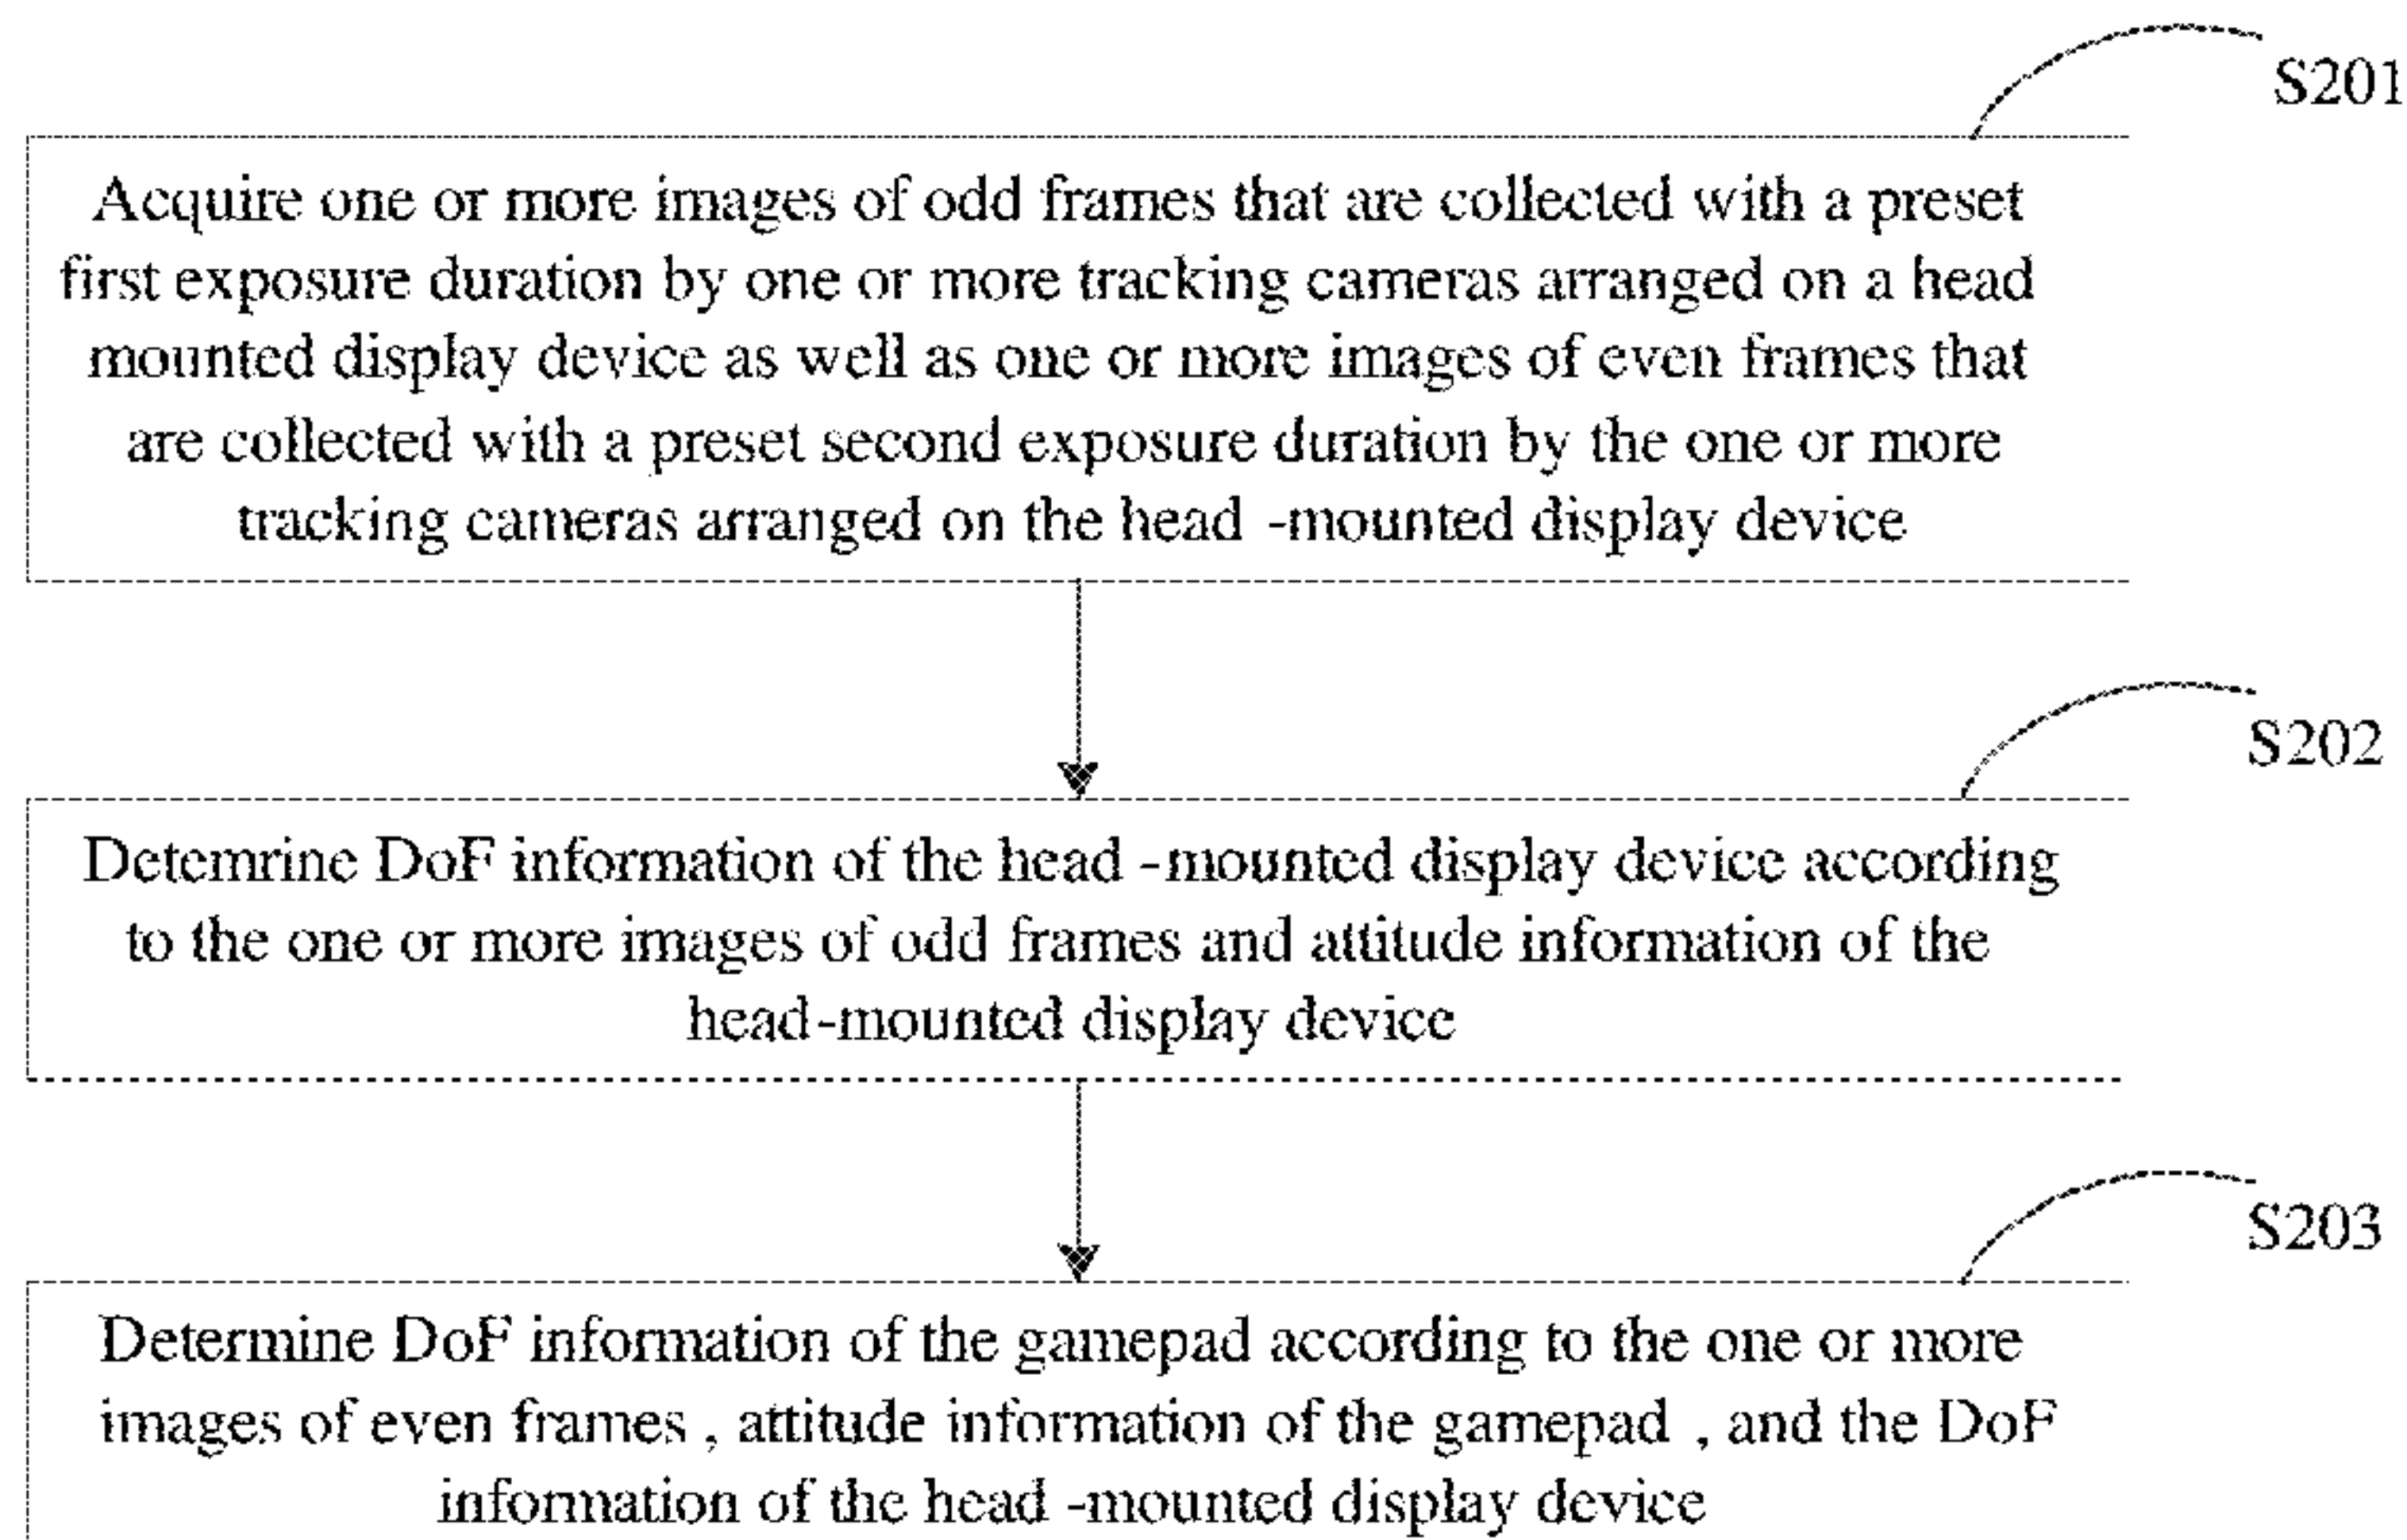 S201
Acquire one or more images of odd frames that are collected with a preset
first exposure duration by one or more tracking cameras arranged on a head
mounted display device as well as one or more images of even frames that
are collected with a preset second exposure duration by the one or more
tracking cameras arranged on the head -mounted display device
S202
Detemrine DoF information of the head -mounted display device according
to the one or more images of odd frames and attitude information of the
head-mounted display device
S203
Determine DoF information of the gamepad according to the one or more
images of even frames , attitude information of the gamepad , and the DoF
information of the head -mounted display device